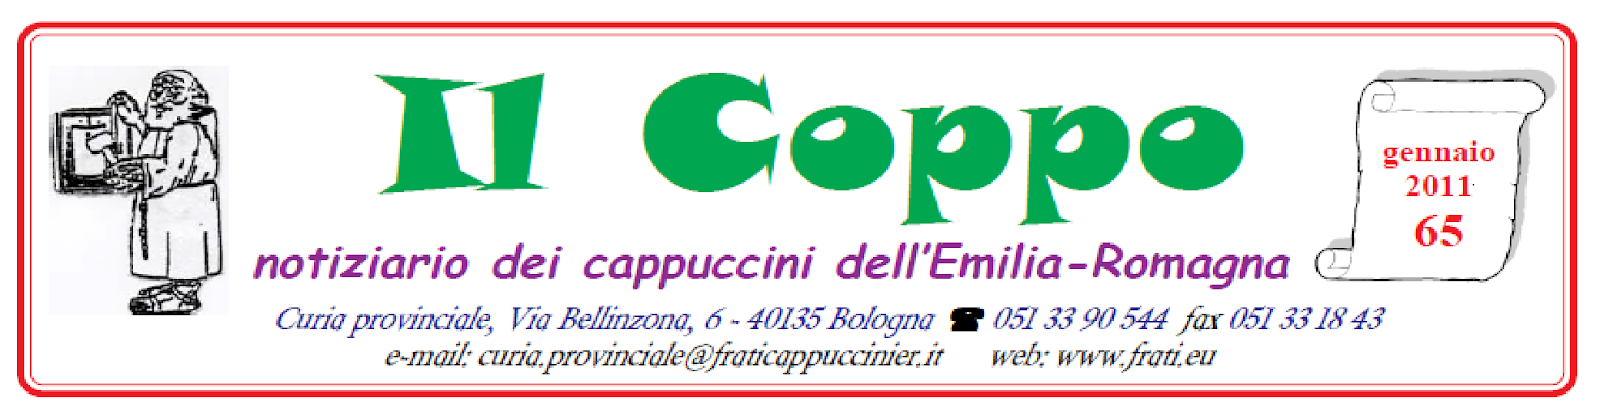 Il Coppo
notiziario dei cappuccini dell'Emilia-Romagna
Curia provinciale, Via Bellinzona, 6 - 40135 Bologna ☎ 051 33 90 544 fax 051 33 18 43
e-mail: curia.provinciale@fraticappuccinier.it web: www.frati.eu
gennaio
2011
65